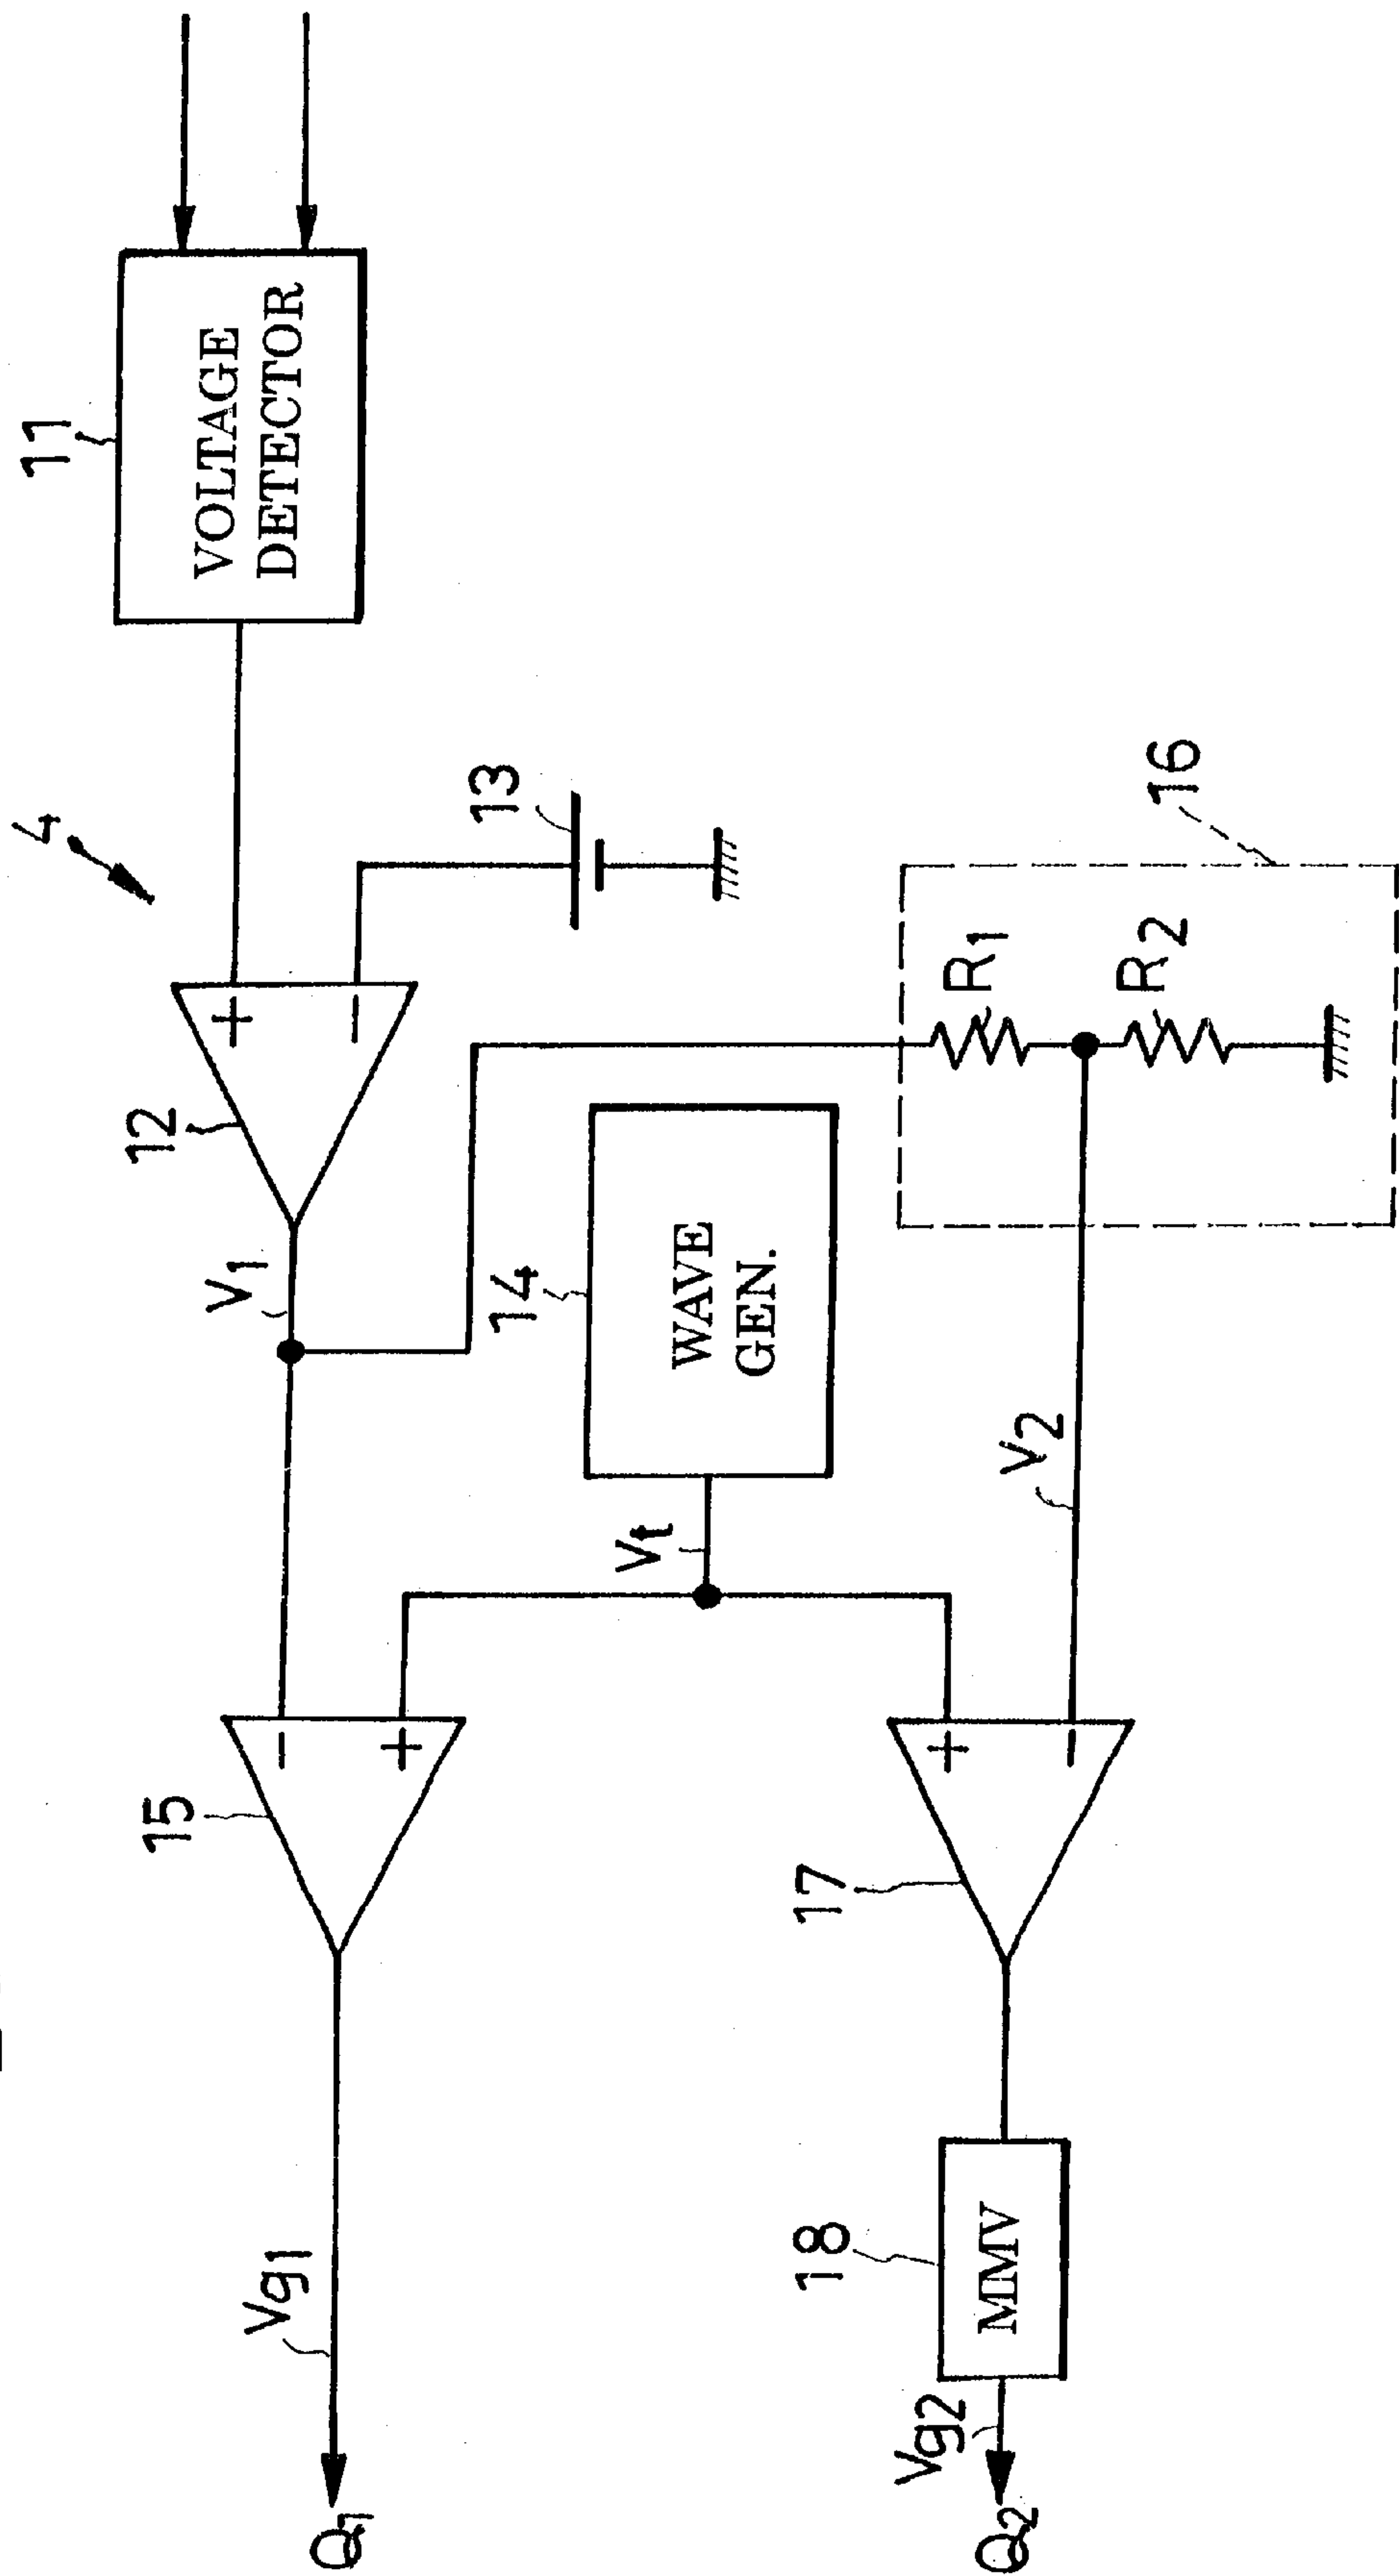 4
11
VOLTAGE
DETECTOR
12
+
−
13
V1
14
WAVE
GEN.
16
R1
R2
Vt
V2
15
−
+
17
+
−
18
MMV
Vg1
Q1
Vg2
Q2